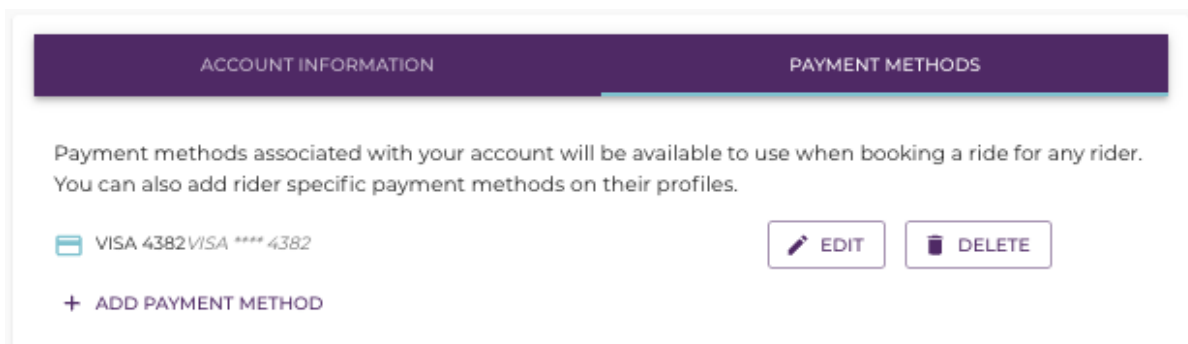 ACCOUNT INFORMATION
PAYMENT METHODS
Payment methods associated with your account will be available to use when booking a ride for any rider.
You can also add rider specific payment methods on their profiles.
VISA 4382 VISA **** 4382
EDIT
DELETE
+ ADD PAYMENT METHOD